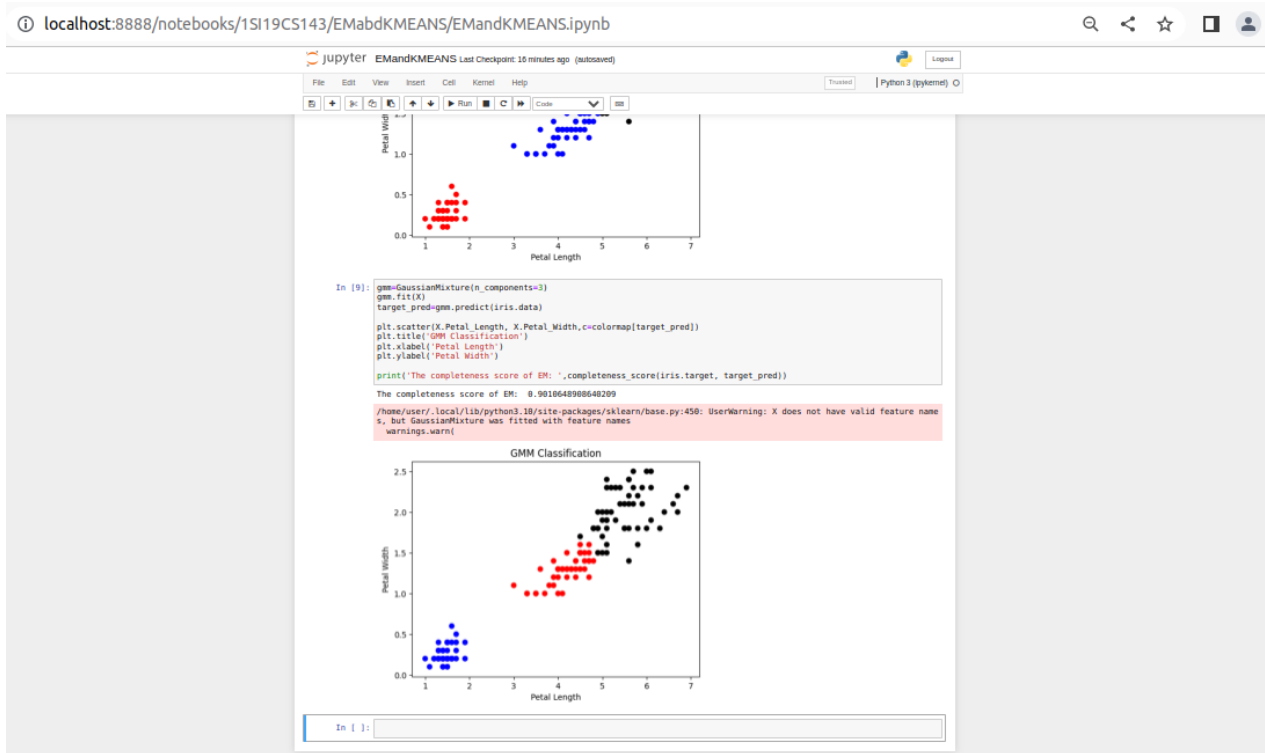 localhost:8888/notebooks/1SI19CS143/EMabdKMEANS/EMandKMEANS.ipynb
jupyter EMandKMEANS Last Checkpoint: 16 minutes ago (autosaved)
Logout
File Edit View Insert Cell Kernel Help
Trusted
Python 3 (ipykernel)
Run
Code
Petal Wid
1.0
0.5
0.0
1 2 3 4 5 6 7
Petal Length
In [9]: gmm=GaussianMixture(n_components=3)
gmm.fit(X)
target_pred=gmm.predict(iris.data)
plt.scatter(X.Petal_Length, X.Petal_Width,c=colormap[target_pred])
plt.title('GMM Classification')
plt.xlabel('Petal Length')
plt.ylabel('Petal Width')
print('The completeness score of EM: ',completeness_score(iris.target, target_pred))
The completeness score of EM:  0.9010648908640209
/home/user/.local/lib/python3.10/site-packages/sklearn/base.py:450: UserWarning: X does not have valid feature name
s, but GaussianMixture was fitted with feature names
warnings.warn(
GMM Classification
2.5
2.0
1.5
1.0
0.5
0.0
Petal Width
1 2 3 4 5 6 7
Petal Length
In [ ]: